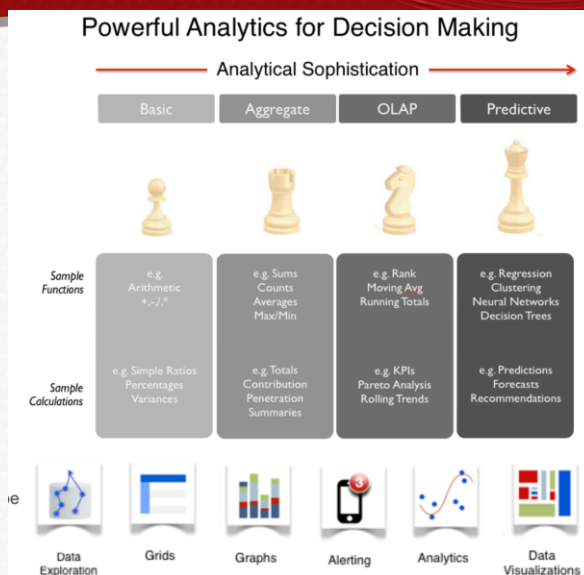 Powerful Analytics for Decision Making
Analytical Sophistication
Basic
Aggregate
OLAP
Predictive
Sample
Functions
e.g.
Arithmetic
+,-,/,*
e.g. Sums
Counts
Averages
Max/Min
e.g. Rank
Moving Avg
Running Totals
e.g. Regression
Clustering
Neural Networks
Decision Trees
Sample
Calculations
e.g. Simple Ratios
Percentages
Variances
e.g. Totals
Contribution
Penetration
Summaries
e.g. KPIs
Pareto Analysis
Rolling Trends
e.g. Predictions
Forecasts
Recommendations
3
Data
Exploration
Grids
Graphs
Alerting
Analytics
Data
Visualizations